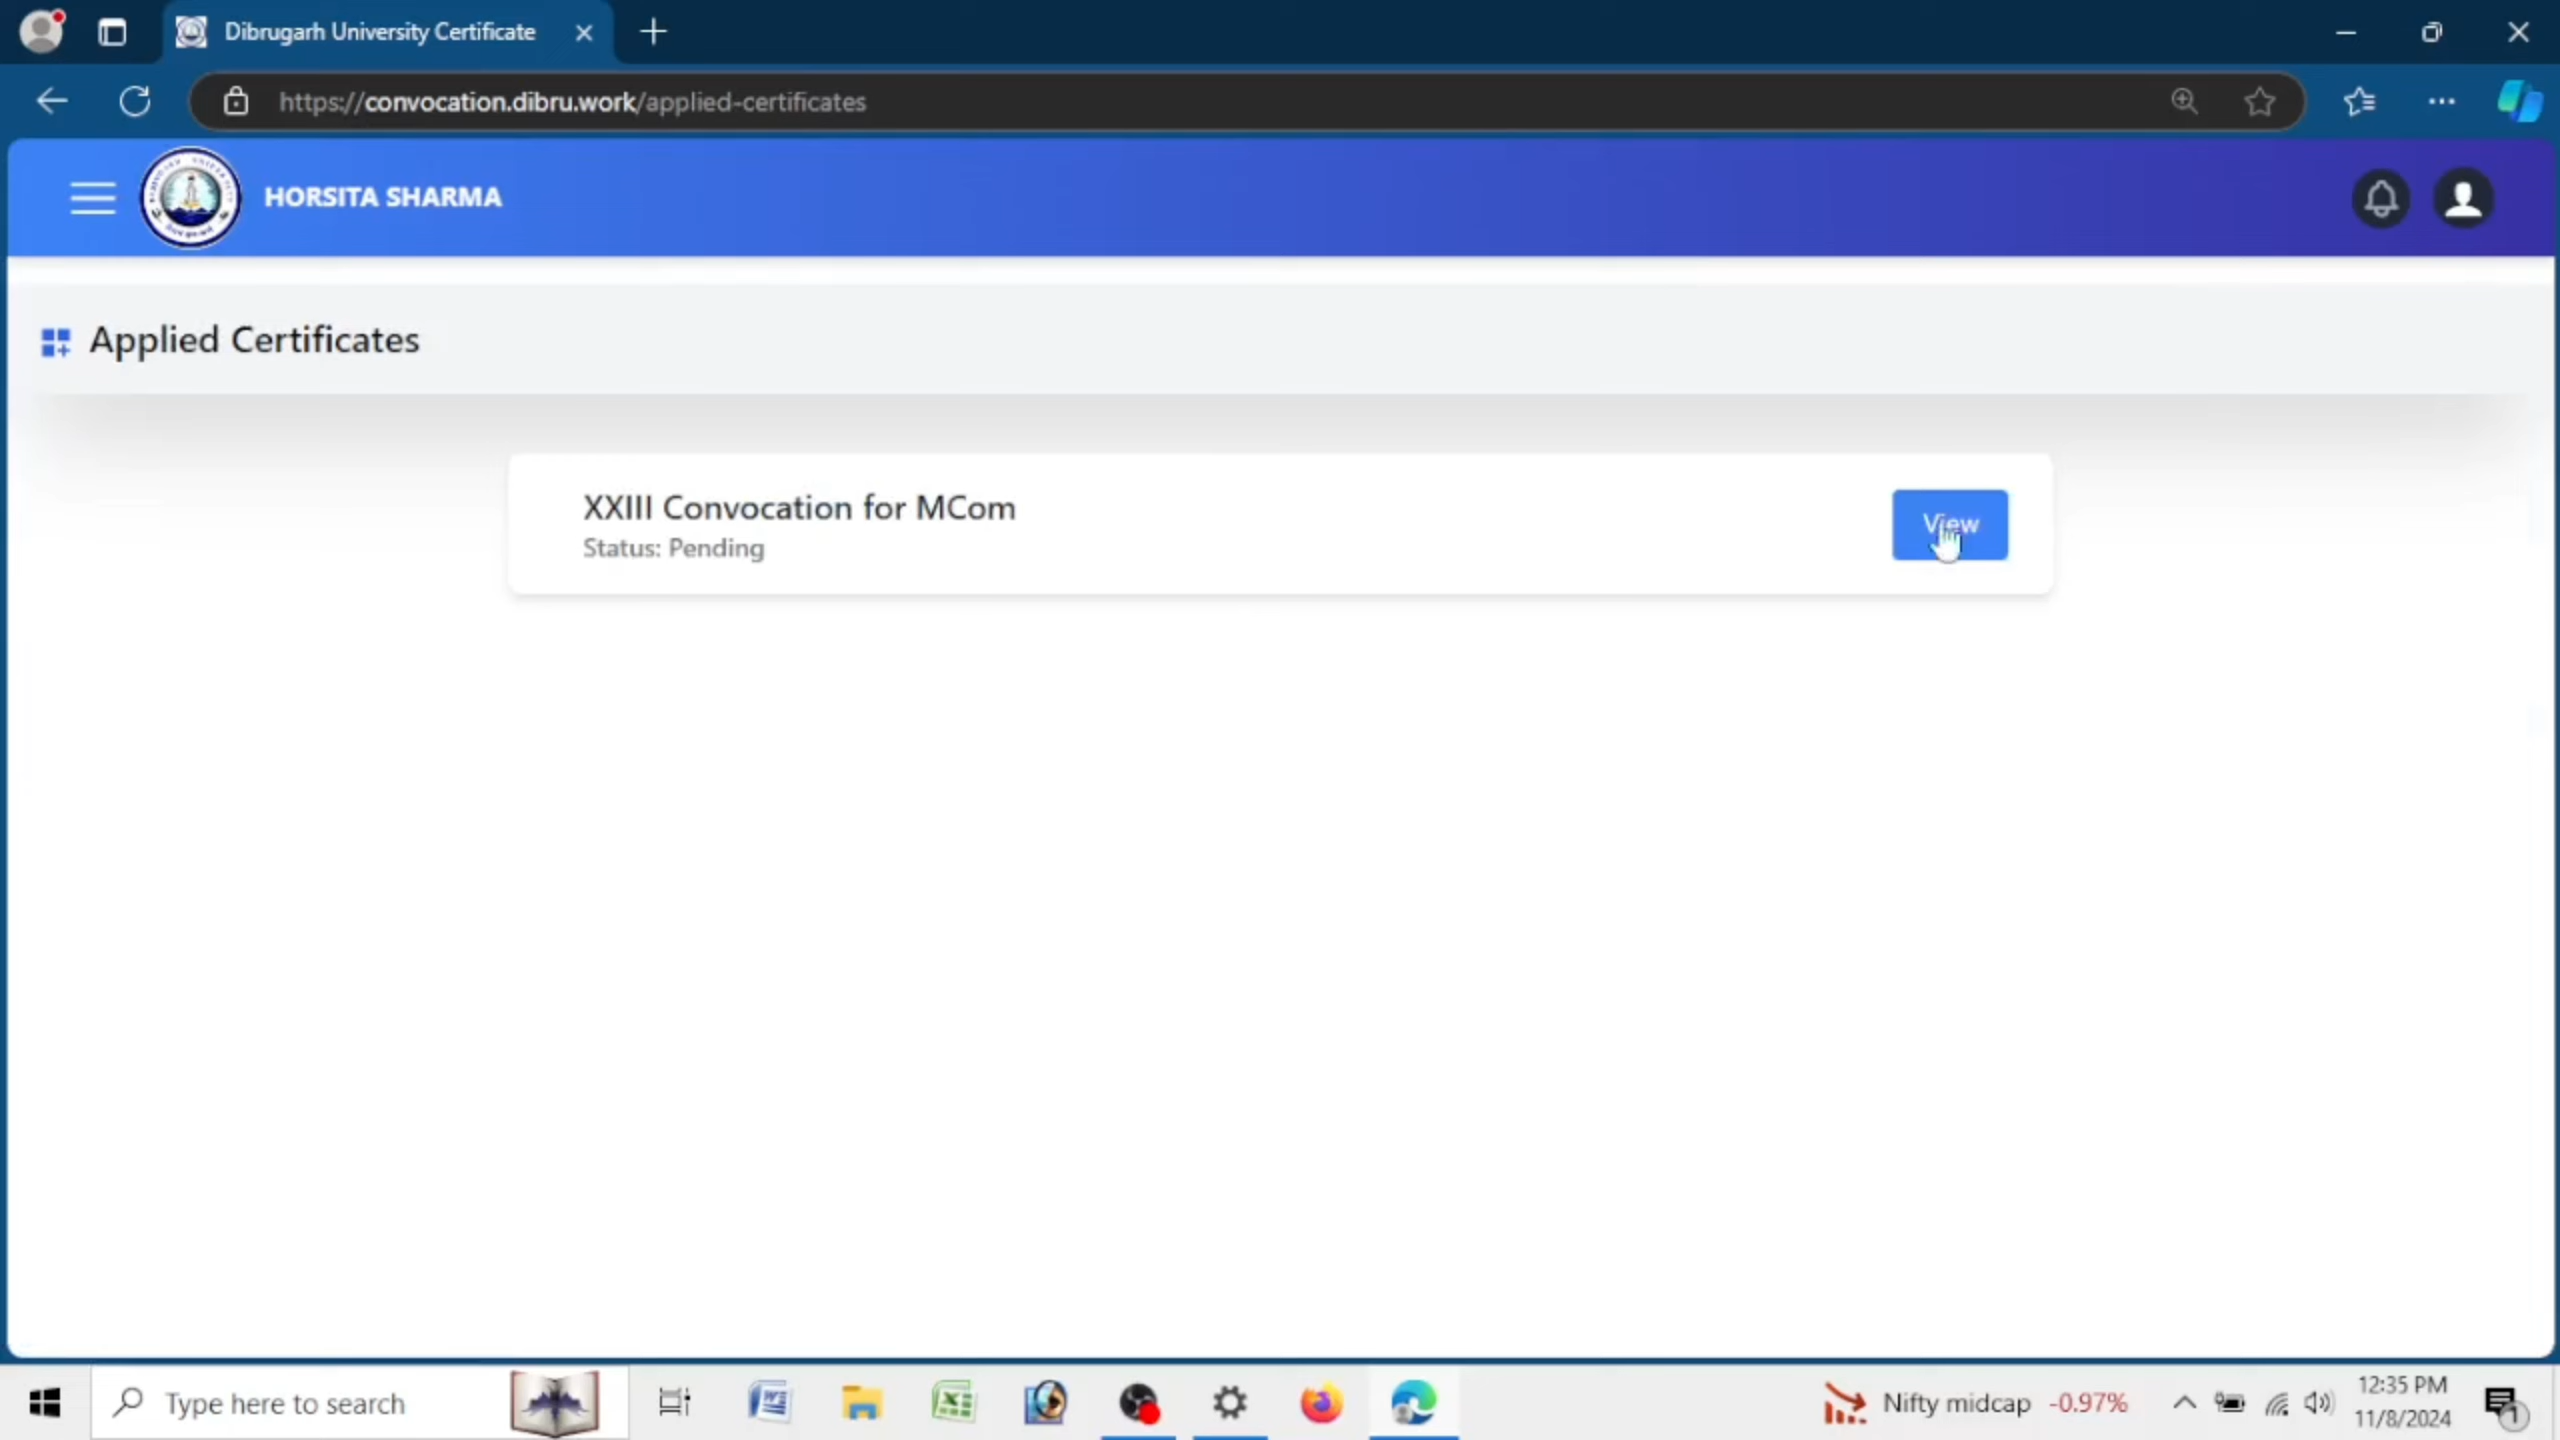 Dibrugarh University Certificate
https://convocation.dibru.work/applied-certificates
HORSITA SHARMA
Applied Certificates
XXIII Convocation for MCom
Status: Pending
View
Type here to search
Nifty midcap -0.97%
12:35 PM
11/8/2024
1